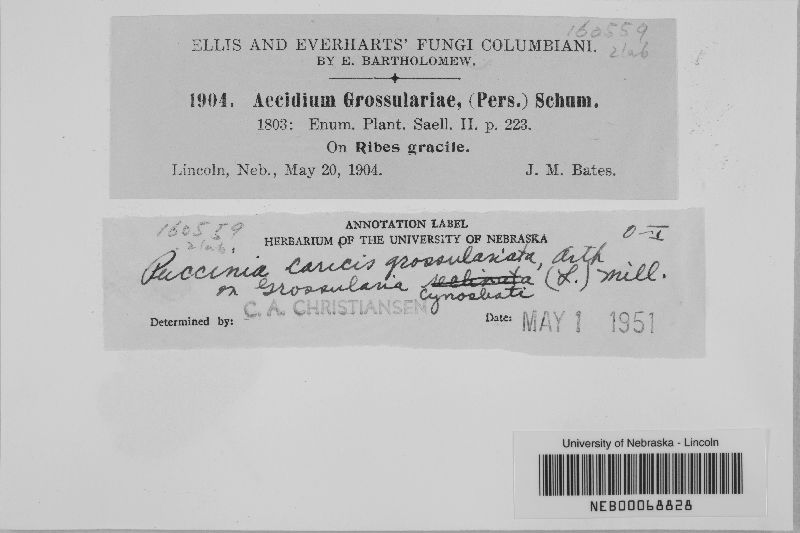 160559
2lab
ELLIS AND EVERHARTS' FUNGI COLUMBIANI.
BY E. BARTHOLOMEW.
1904. Aecidium Grossulariae, (Pers.) Schum.
1803: Enum. Plant. Saell. II. p. 223.
On Ribes gracile.
Lincoln, Neb., May 20, 1904. J. M. Bates.
160559
2lab.
ANNOTATION LABEL
HERBARIUM OF THE UNIVERSITY OF NEBRASKA
O-I
Puccinia caricis grossulariata, Arth
on Grossularia reclinata (L.) Mill.
Cynosbati
Determined by: C. A. CHRISTIANSEN Date: MAY 1 1951
University of Nebraska - Lincoln
NEB00068828